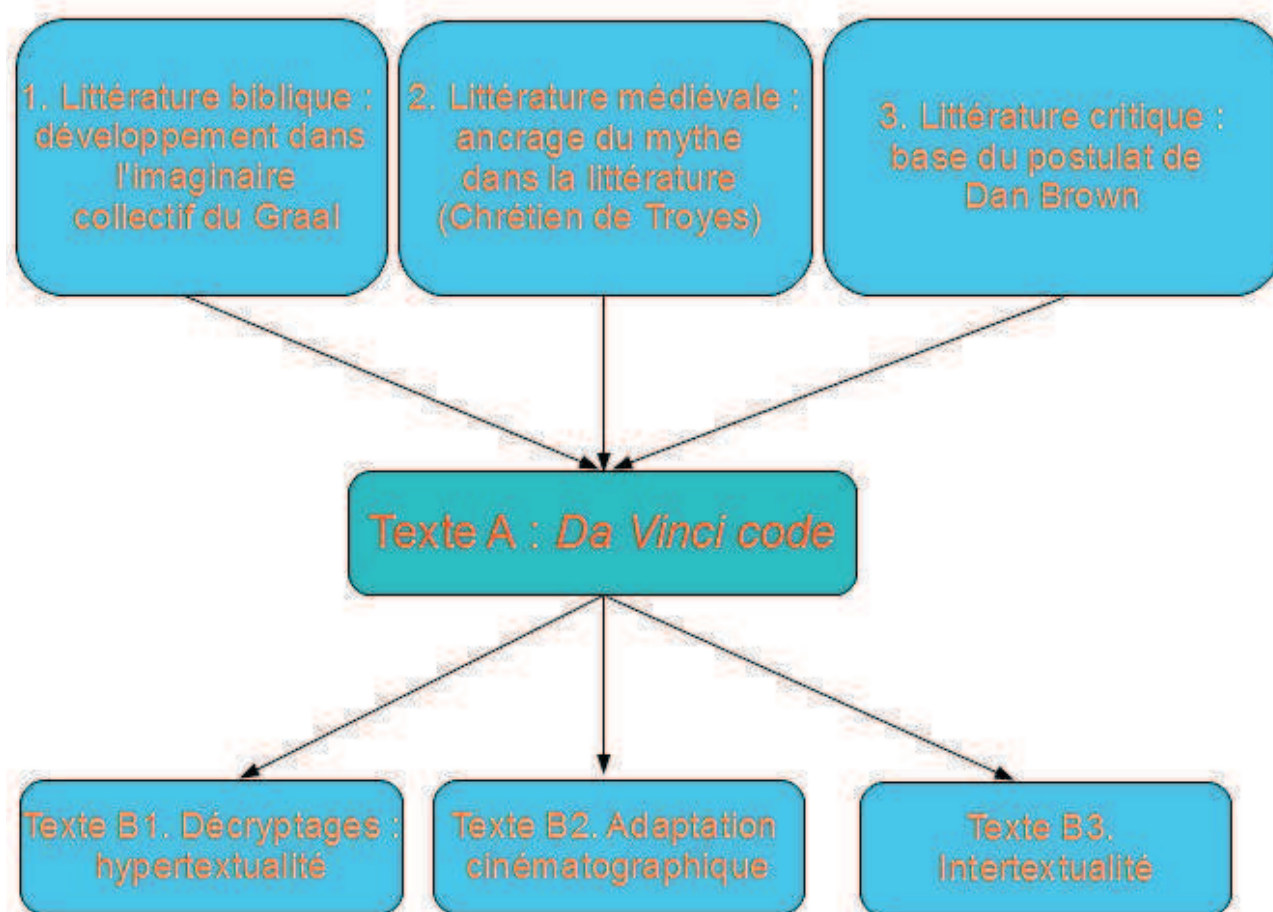 1. Littérature biblique :
développement dans
l'imaginaire
collectif du Graal
2. Littérature médiévale :
ancrage du mythe
dans la littérature
(Chrétien de Troyes)
3. Littérature critique :
base du postulat de
Dan Brown
Texte A : Da Vinci code
Texte B1. Décryptages :
hypertextualité
Texte B2. Adaptation
cinématographique
Texte B3.
Intertextualité